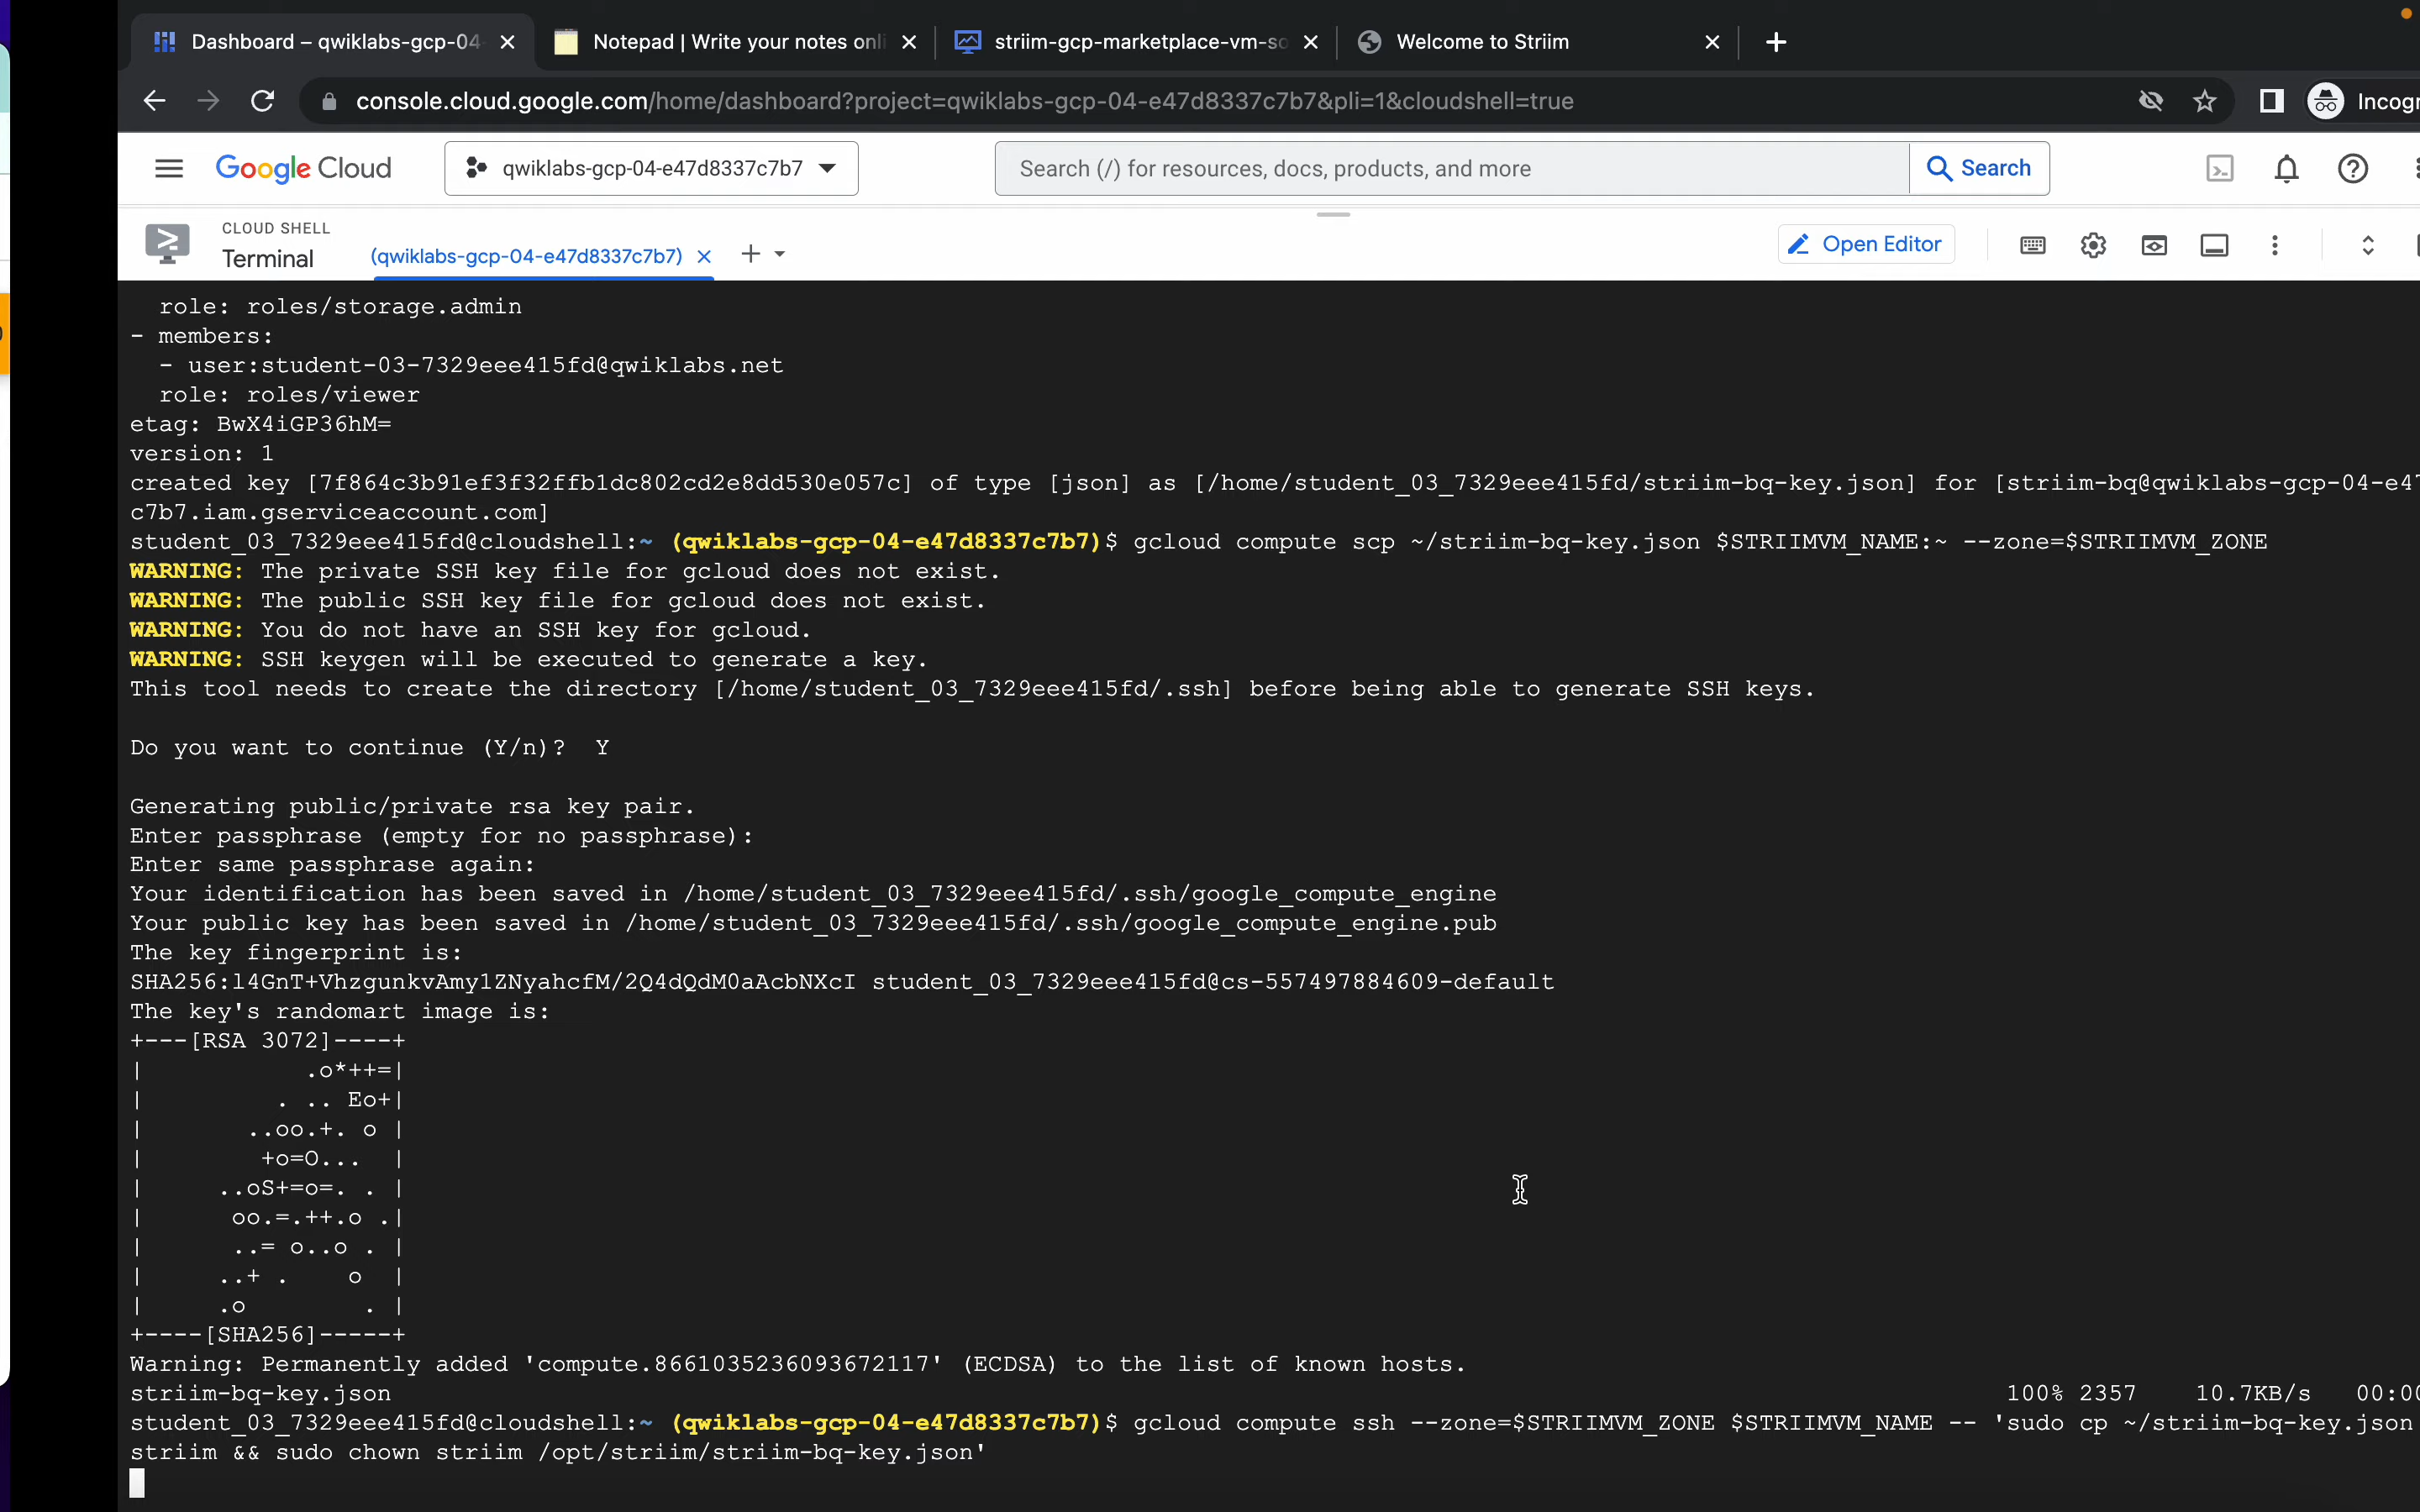 Dashboard – qwiklabs-gcp-04-
Notepad | Write your notes onli
striim-gcp-marketplace-vm-so
Welcome to Striim
console.cloud.google.com/home/dashboard?project=qwiklabs-gcp-04-e47d8337c7b7&pli=1&cloudshell=true
Incogn
Google Cloud
qwiklabs-gcp-04-e47d8337c7b7
Search (/) for resources, docs, products, and more
Search
CLOUD SHELL
Terminal
(qwiklabs-gcp-04-e47d8337c7b7)
Open Editor
role: roles/storage.admin
- members:
- user:student-03-7329eee415fd@qwiklabs.net
role: roles/viewer
etag: BwX4iGP36hM=
version: 1
created key [7f864c3b91ef3f32ffb1dc802cd2e8dd530e057c] of type [json] as [/home/student_03_7329eee415fd/striim-bq-key.json] for [striim-bq@qwiklabs-gcp-04-e47
c7b7.iam.gserviceaccount.com]
student_03_7329eee415fd@cloudshell:~ (qwiklabs-gcp-04-e47d8337c7b7)$ gcloud compute scp ~/striim-bq-key.json $STRIIMVM_NAME:~ --zone=$STRIIMVM_ZONE
WARNING: The private SSH key file for gcloud does not exist.
WARNING: The public SSH key file for gcloud does not exist.
WARNING: You do not have an SSH key for gcloud.
WARNING: SSH keygen will be executed to generate a key.
This tool needs to create the directory [/home/student_03_7329eee415fd/.ssh] before being able to generate SSH keys.
Do you want to continue (Y/n)?  Y
Generating public/private rsa key pair.
Enter passphrase (empty for no passphrase):
Enter same passphrase again:
Your identification has been saved in /home/student_03_7329eee415fd/.ssh/google_compute_engine
Your public key has been saved in /home/student_03_7329eee415fd/.ssh/google_compute_engine.pub
The key fingerprint is:
SHA256:l4GnT+VhzgunkvAmy1ZNyahcfM/2Q4dQdM0aAcbNXcI student_03_7329eee415fd@cs-557497884609-default
The key's randomart image is:
+---[RSA 3072]----+
|            .o*++=|
|          . .. Eo+|
|        ..oo.+. o |
|         +o=O...  |
|      ..oS+=o=. . |
|       oo.=.++.o .|
|       ..= o..o . |
|      ..+ .    o  |
|      .o        . |
+----[SHA256]-----+
Warning: Permanently added 'compute.8661035236093672117' (ECDSA) to the list of known hosts.
striim-bq-key.json 100% 2357 10.7KB/s 00:00
student_03_7329eee415fd@cloudshell:~ (qwiklabs-gcp-04-e47d8337c7b7)$ gcloud compute ssh --zone=$STRIIMVM_ZONE $STRIIMVM_NAME -- 'sudo cp ~/striim-bq-key.json
striim && sudo chown striim /opt/striim/striim-bq-key.json'